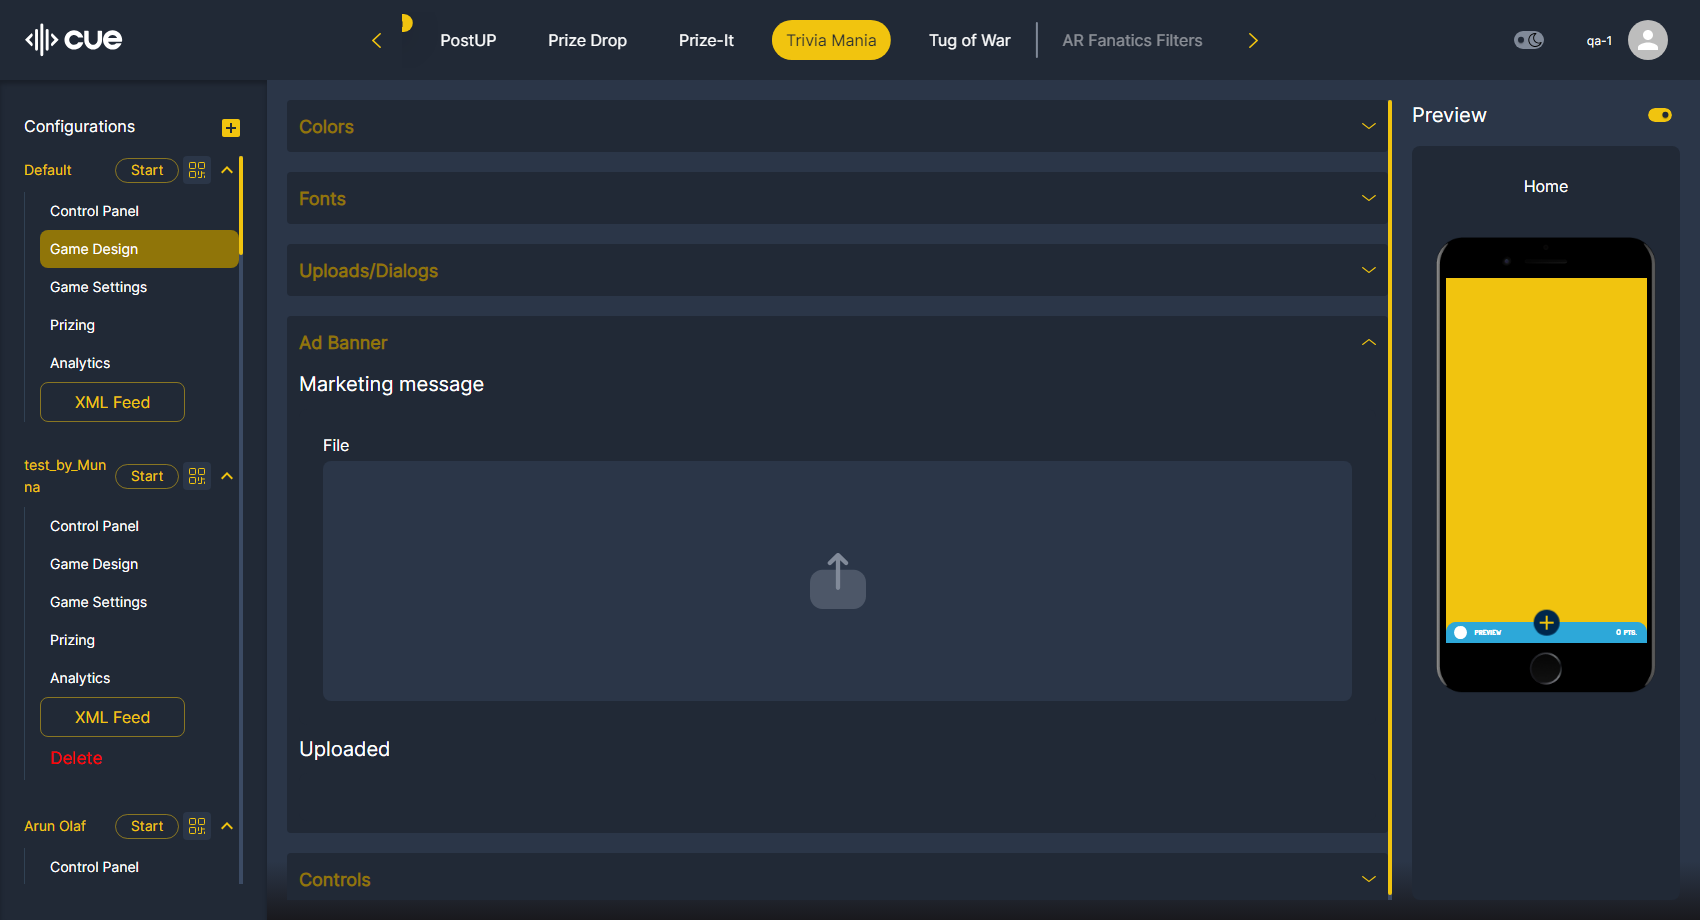 cue
PostUP
Prize Drop
Prize-It
Trivia Mania
Tug of War
AR Fanatics Filters
qa-1
Configurations
Default
Start
Control Panel
Game Design
Game Settings
Prizing
Analytics
XML Feed
test_by_Mun
na
Start
Control Panel
Game Design
Game Settings
Prizing
Analytics
XML Feed
Delete
Arun Olaf
Start
Control Panel
Colors
Fonts
Uploads/Dialogs
Ad Banner
Marketing message
File
Uploaded
Controls
Preview
Home
PREVIEW
0 PTS.